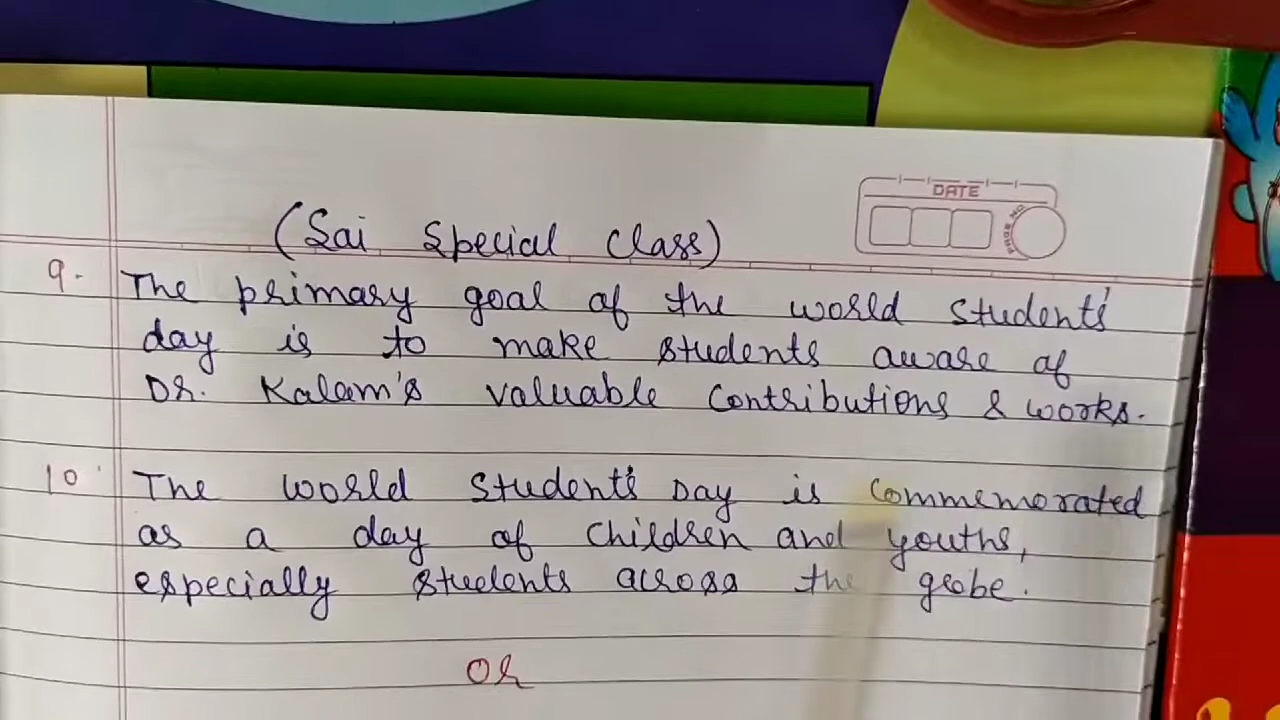 DATE
PAGE NO.
(Sai Special Class)
9. The primary goal of the world Students'
day is to make students aware of
Dr. Kalam's valuable Contributions & works.
10. The world Student's Day is Commemorated
as a day of Children and youths,
especially students across the globe.
Or